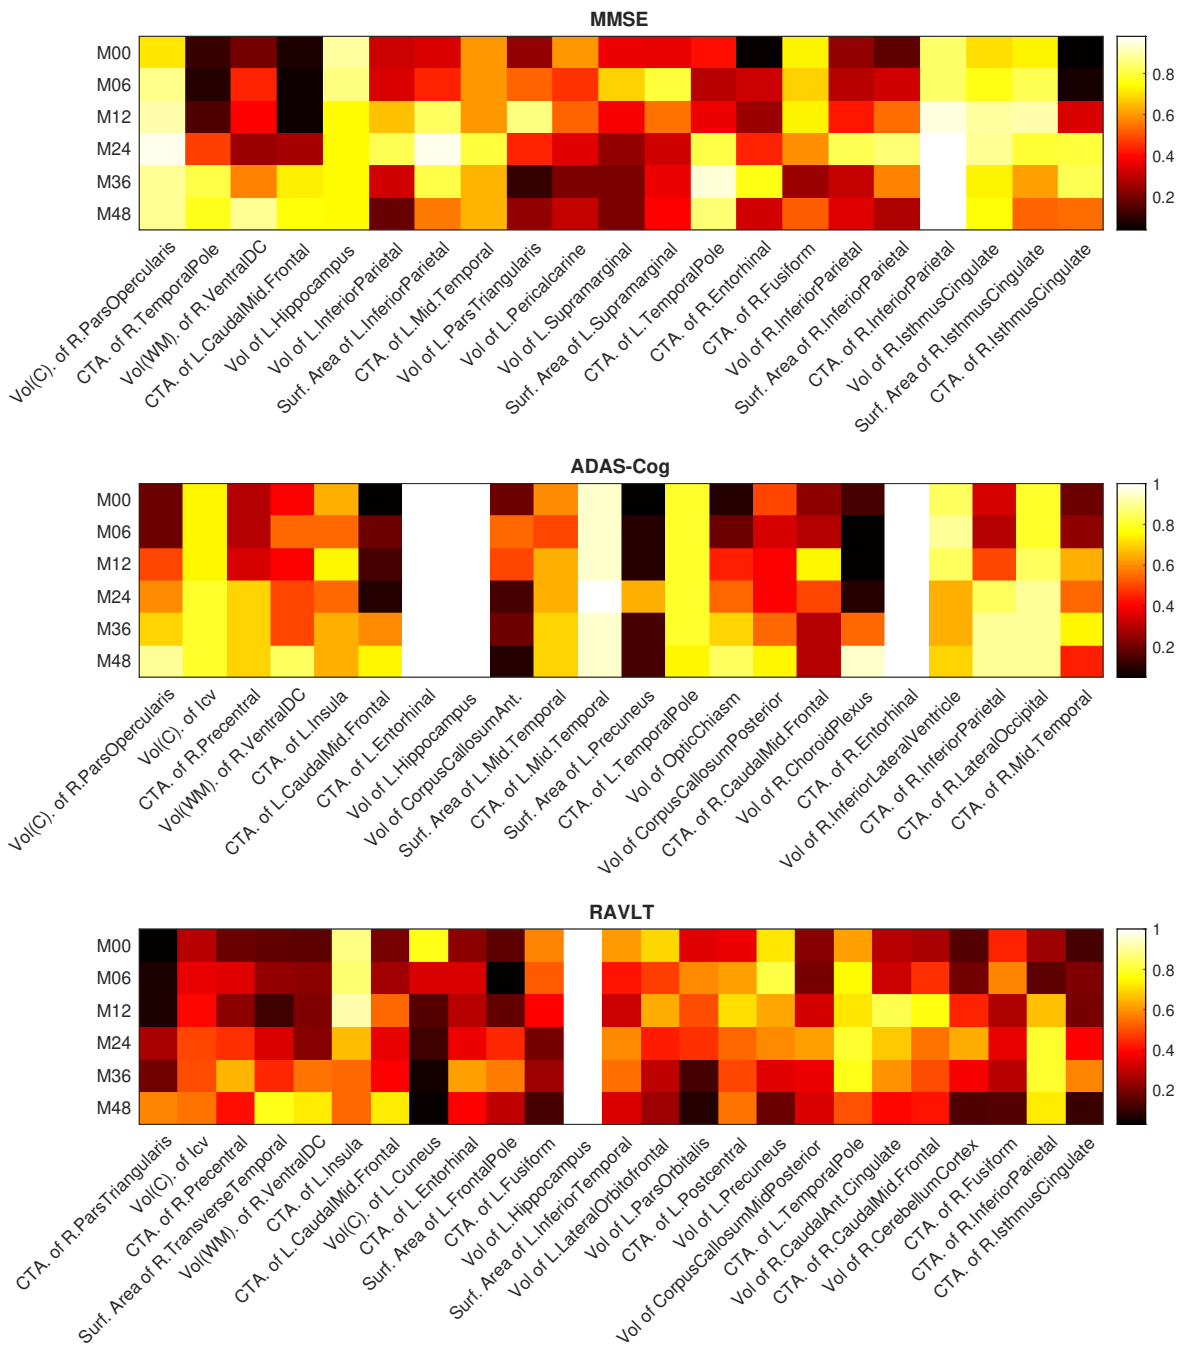 MMSE
M00
M06
M12
M24
M36
M48
0.8
0.6
0.4
0.2
Vol(C). of R.ParsOpercularis
CTA. of R.TemporalPole
Vol(WM). of R.VentralDC
CTA. of L.CaudalMid.Frontal
Vol of L.Hippocampus
Vol of L.InferiorParietal
Surf. Area of L.InferiorParietal
CTA. of L.Mid.Temporal
Vol of L.ParsTriangularis
Vol of L.Pericalcarine
Vol of L.Supramarginal
Surf. Area of L.Supramarginal
CTA. of L.TemporalPole
CTA. of R.Entorhinal
CTA. of R.Fusiform
Vol of R.InferiorParietal
Surf. Area of R.InferiorParietal
CTA. of R.InferiorParietal
Vol of R.IsthmusCingulate
Surf. Area of R.IsthmusCingulate
CTA. of R.IsthmusCingulate
ADAS-Cog
M00
M06
M12
M24
M36
M48
1
0.8
0.6
0.4
0.2
Vol(C). of R.ParsOpercularis
Vol(C). of Icv
CTA. of R.Precentral
Vol(WM). of R.VentralDC
CTA. of L.Insula
CTA. of L.CaudalMid.Frontal
CTA. of L.Entorhinal
Vol of L.Hippocampus
Vol of CorpusCallosumAnt.
Surf. Area of L.Mid.Temporal
CTA. of L.Mid.Temporal
Surf. Area of L.Precuneus
CTA. of L.TemporalPole
Vol of OpticChiasm
Vol of CorpusCallosumPosterior
CTA. of R.CaudalMid.Frontal
Vol of R.ChoroidPlexus
CTA. of R.Entorhinal
Vol of R.InferiorLateralVentricle
CTA. of R.InferiorParietal
CTA. of R.LateralOccipital
CTA. of R.Mid.Temporal
RAVLT
M00
M06
M12
M24
M36
M48
1
0.8
0.6
0.4
0.2
CTA. of R.ParsTriangularis
Vol(C). of Icv
CTA. of R.Precentral
Surf. Area of R.TransverseTemporal
Vol(WM). of R.VentralDC
CTA. of L.Insula
CTA. of L.CaudalMid.Frontal
Vol(C). of L.Cuneus
CTA. of L.Entorhinal
Surf. Area of L.FrontalPole
CTA. of L.Fusiform
Vol of L.Hippocampus
Surf. Area of L.InferiorTemporal
Vol of L.LateralOrbitofrontal
Vol of L.ParsOrbitalis
CTA. of L.Postcentral
Vol of L.Precuneus
Vol of CorpusCallosumMidPosterior
CTA. of L.TemporalPole
Vol of R.CaudalAnt.Cingulate
CTA. of R.CaudalMid.Frontal
Vol of R.CerebellumCortex
CTA. of R.Fusiform
CTA. of R.InferiorParietal
CTA. of R.IsthmusCingulate